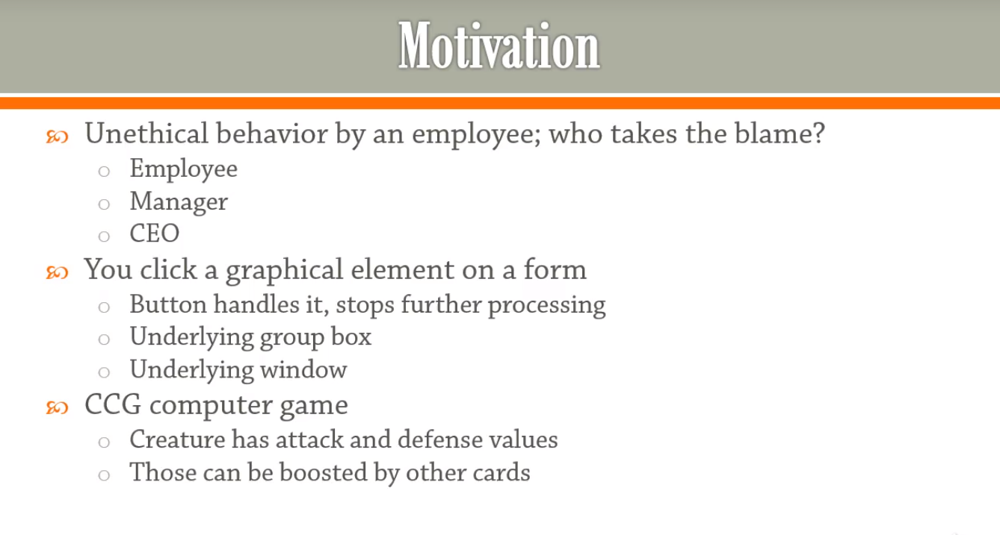 Motivation
Unethical behavior by an employee; who takes the blame?
Employee
Manager
CEO
You click a graphical element on a form
Button handles it, stops further processing
Underlying group box
Underlying window
CCG computer game
Creature has attack and defense values
Those can be boosted by other cards